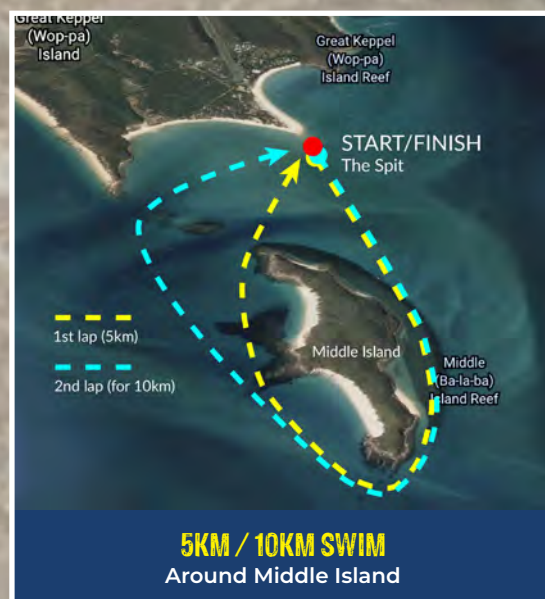 Great Keppel
(Wop-pa)
Island
Great Keppel
(Wop-pa)
Island Reef
START/FINISH
The Spit
1st lap (5km)
2nd lap (for 10km)
Middle Island
Middle
(Ba-la-ba)
Island Reef
5KM / 10KM SWIM
Around Middle Island